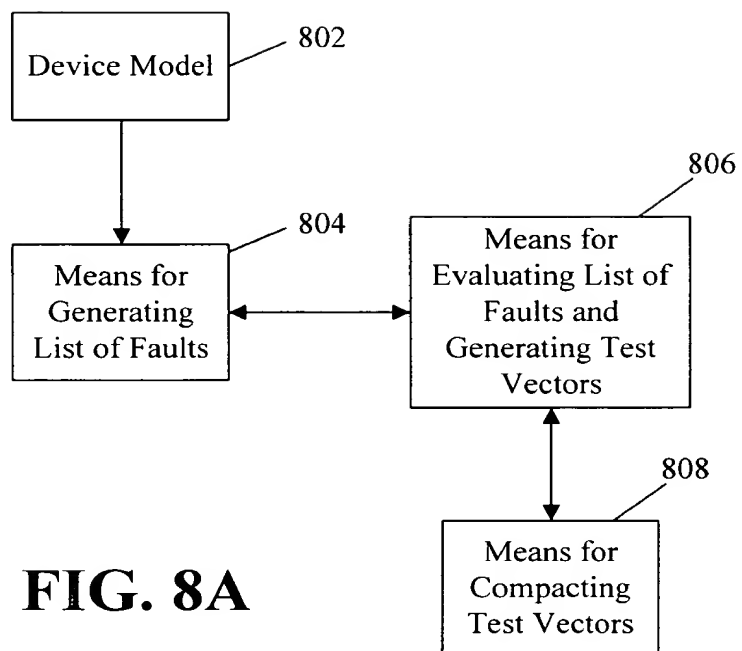 802
Device Model
804
Means for
Generating
List of Faults
806
Means for
Evaluating List of
Faults and
Generating Test
Vectors
808
Means for
Compacting
Test Vectors
FIG. 8A